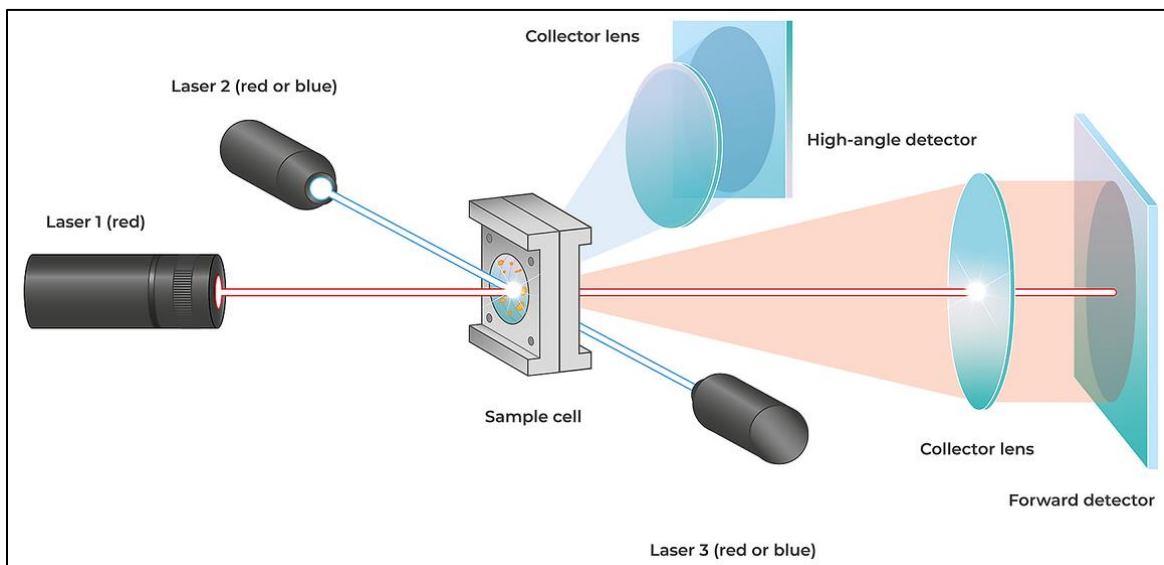 Collector lens
Laser 2 (red or blue)
High-angle detector
Laser 1 (red)
Sample cell
Collector lens
Forward detector
Laser 3 (red or blue)